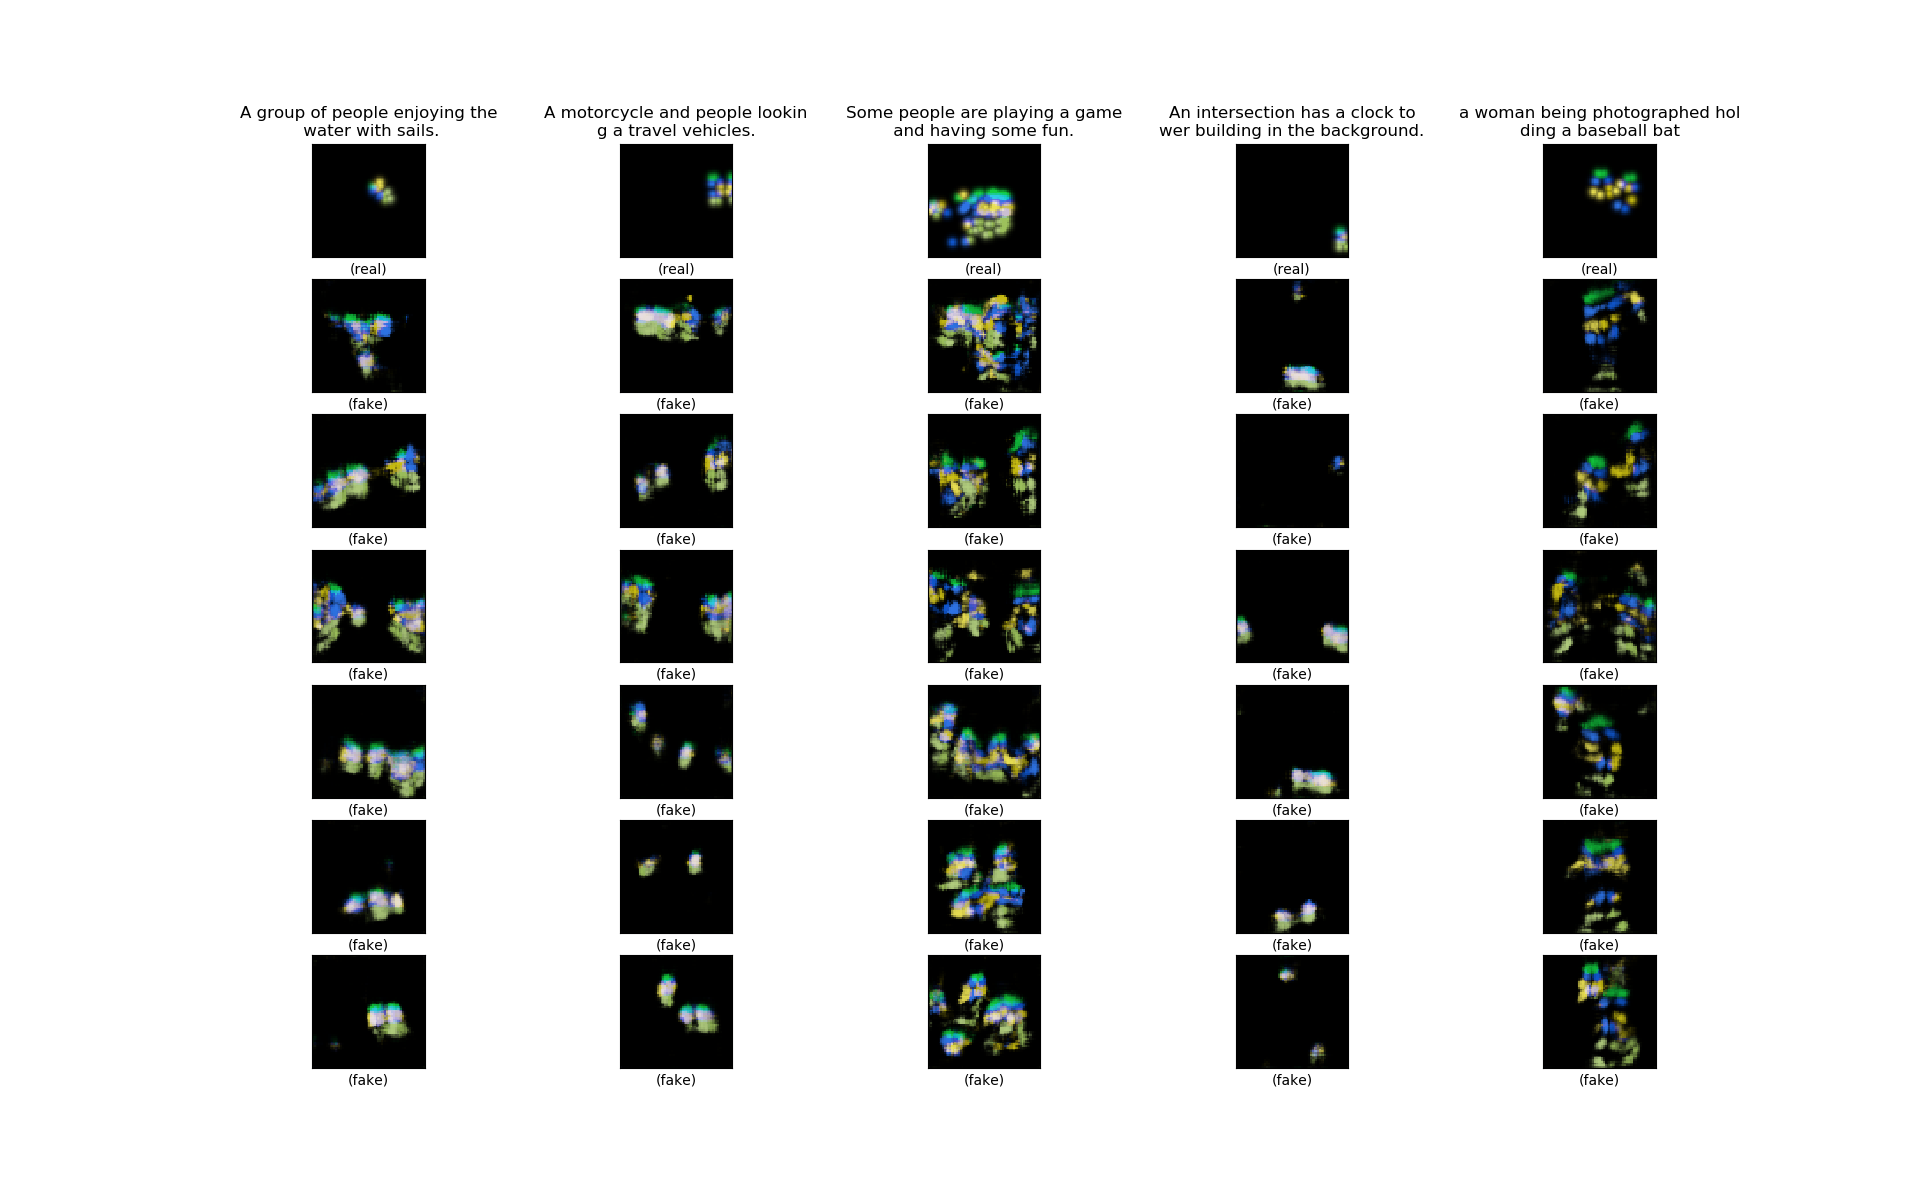 A group of people enjoying the
water with sails.
A motorcycle and people lookin
g a travel vehicles.
Some people are playing a game
and having some fun.
An intersection has a clock to
wer building in the background.
a woman being photographed hol
ding a baseball bat
(real) (real) (real) (real) (real)
(fake) (fake) (fake) (fake) (fake)
(fake) (fake) (fake) (fake) (fake)
(fake) (fake) (fake) (fake) (fake)
(fake) (fake) (fake) (fake) (fake)
(fake) (fake) (fake) (fake) (fake)
(fake) (fake) (fake) (fake) (fake)